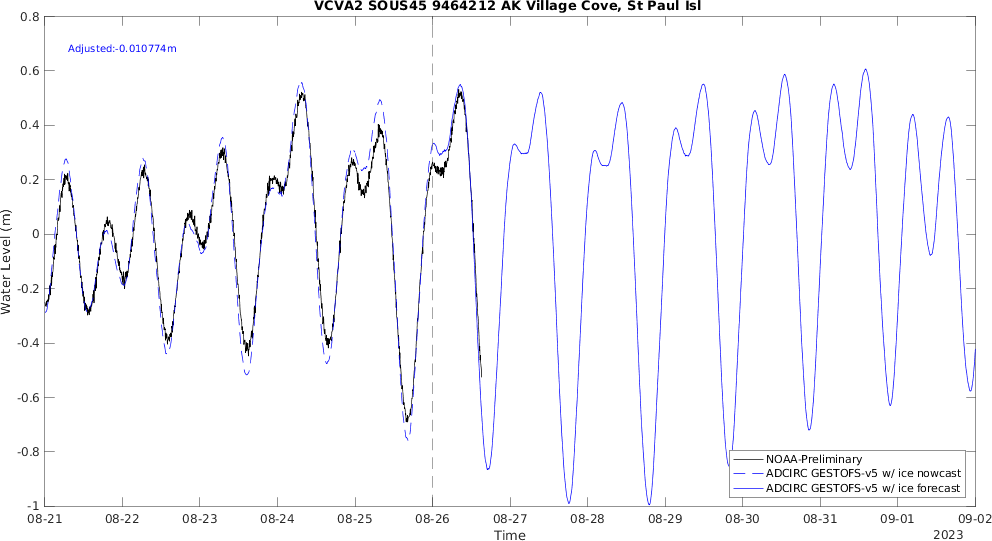 VCVA2 SOUS45 9464212 AK Village Cove, St Paul Isl
Adjusted:-0.010774m
0.8
0.6
0.4
0.2
0
-0.2
-0.4
-0.6
-0.8
-1
Water Level (m)
NOAA-Preliminary
ADCIRC GESTOFS-v5 w/ ice nowcast
ADCIRC GESTOFS-v5 w/ ice forecast
08-21 08-22 08-23 08-24 08-25 08-26 08-27 08-28 08-29 08-30 08-31 09-01 09-02
Time
2023